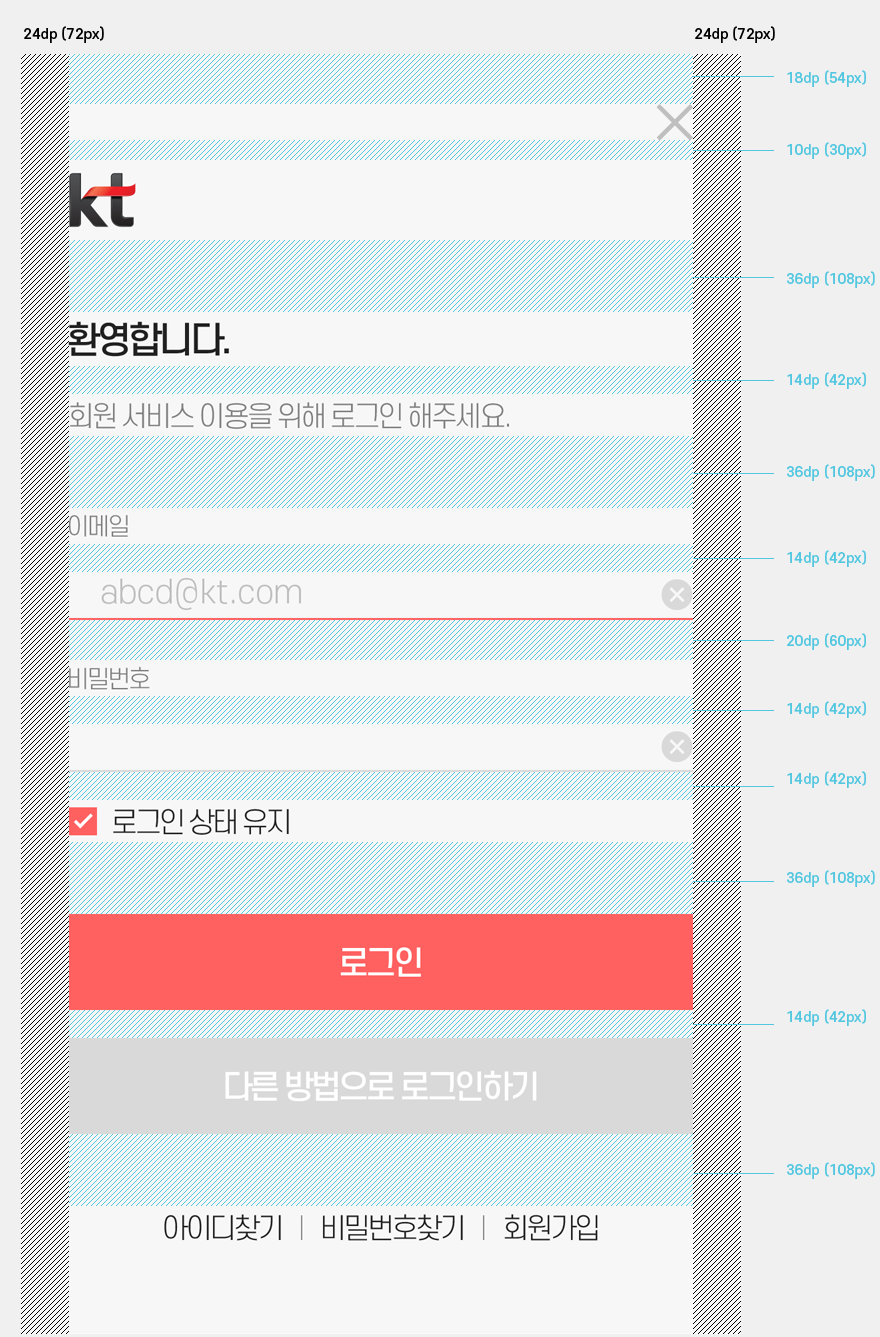 24dp (72px) 24dp (72px)
18dp (54px)
10dp (30px)
kt
36dp (108px)
환영합니다.
14dp (42px)
회원 서비스 이용을 위해 로그인 해주세요.
36dp (108px)
이메일
14dp (42px)
abcd@kt.com
20dp (60px)
비밀번호
14dp (42px)
14dp (42px)
로그인 상태 유지
36dp (108px)
로그인
14dp (42px)
다른 방법으로 로그인하기
36dp (108px)
아이디찾기 | 비밀번호찾기 | 회원가입